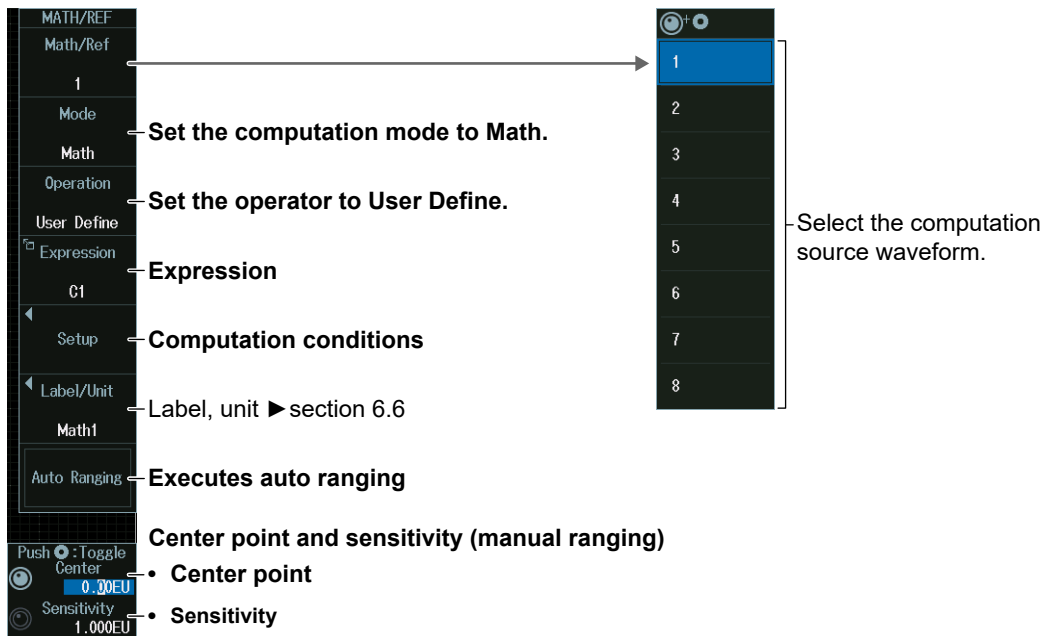 MATH/REF
Math/Ref
1
Mode
Math
Set the computation mode to Math.
Operation
User Define
Set the operator to User Define.
Expression
C1
Expression
Setup
Computation conditions
Label/Unit
Math1
Label, unit ►section 6.6
Auto Ranging
Executes auto ranging
Center point and sensitivity (manual ranging)
Push :Toggle
Center
0.00EU
• Center point
Sensitivity
1.000EU
• Sensitivity
+
1
2
3
4
5
6
7
8
Select the computation
source waveform.